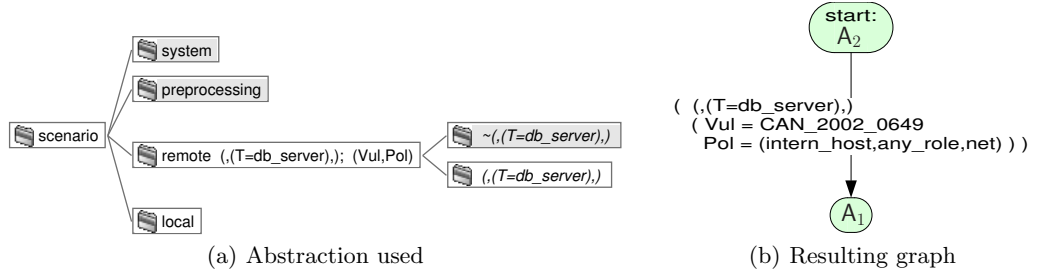 system
preprocessing
scenario
remote (,(T=db_server),); (Vul,Pol)
~(,(T=db_server),)
(,(T=db_server),)
local
(a) Abstraction used
start:
A₂
( (,(T=db_server),)
( Vul = CAN_2002_0649
Pol = (intern_host,any_role,net) ) )
A₁
(b) Resulting graph